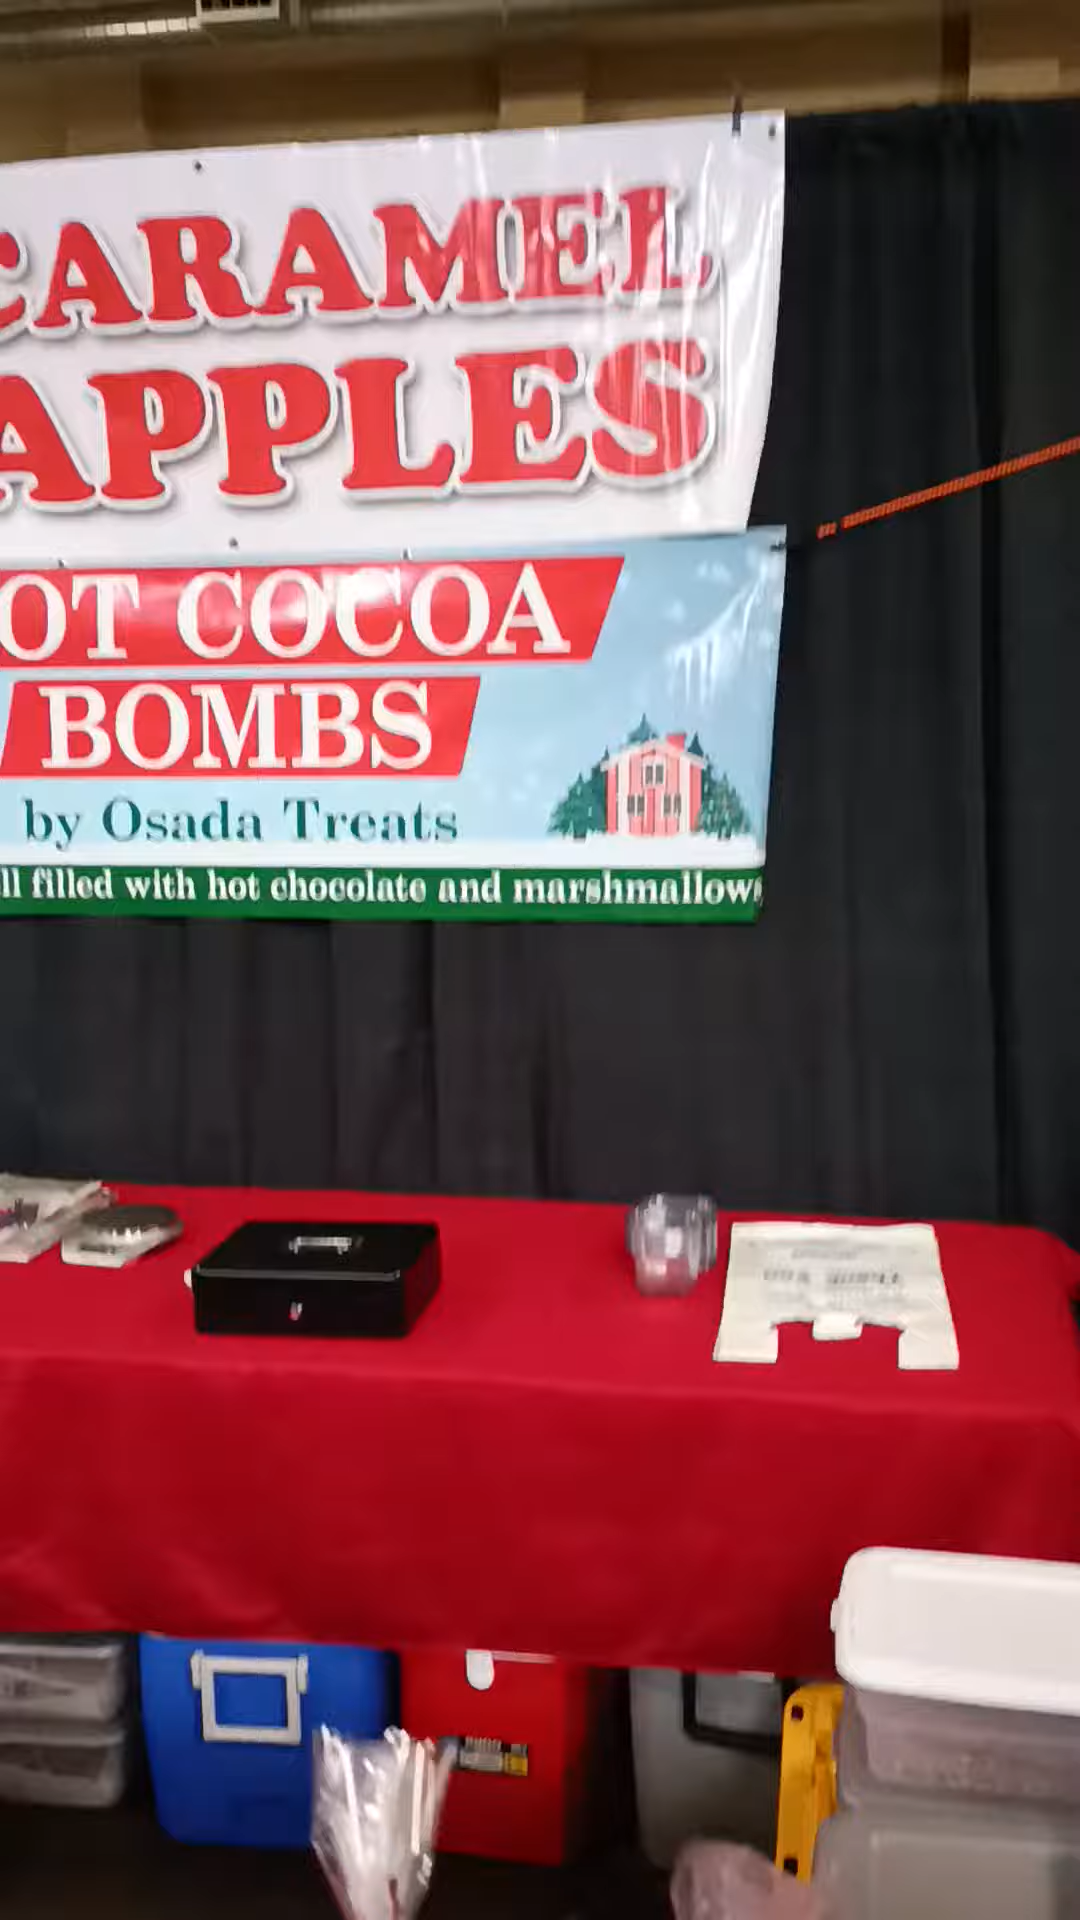 CARAMEL
APPLES
OT COCOA
BOMBS
by Osada Treats
ll filled with hot chocolate and marshmallows